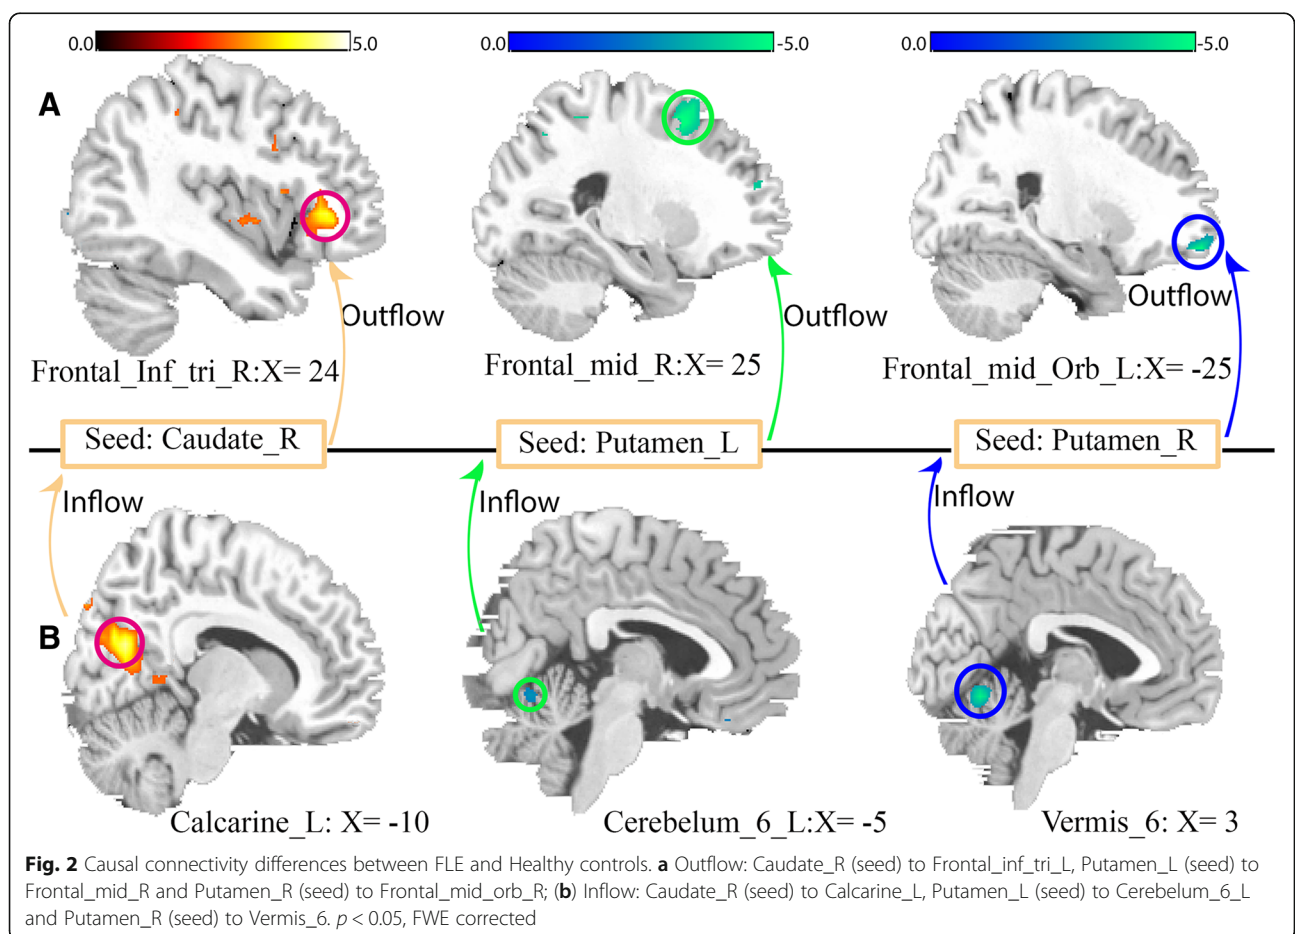 0.0 5.0 0.0 -5.0 0.0 -5.0
A
Outflow Outflow Outflow
Frontal_Inf_tri_R:X= 24 Frontal_mid_R:X= 25 Frontal_mid_Orb_L:X= -25
Seed: Caudate_R Seed: Putamen_L Seed: Putamen_R
Inflow Inflow Inflow
B
Calcarine_L: X= -10 Cerebelum_6_L:X= -5 Vermis_6: X= 3
Fig. 2 Causal connectivity differences between FLE and Healthy controls. a Outflow: Caudate_R (seed) to Frontal_inf_tri_L, Putamen_L (seed) to
Frontal_mid_R and Putamen_R (seed) to Frontal_mid_orb_R; (b) Inflow: Caudate_R (seed) to Calcarine_L, Putamen_L (seed) to Cerebelum_6_L
and Putamen_R (seed) to Vermis_6. p < 0.05, FWE corrected